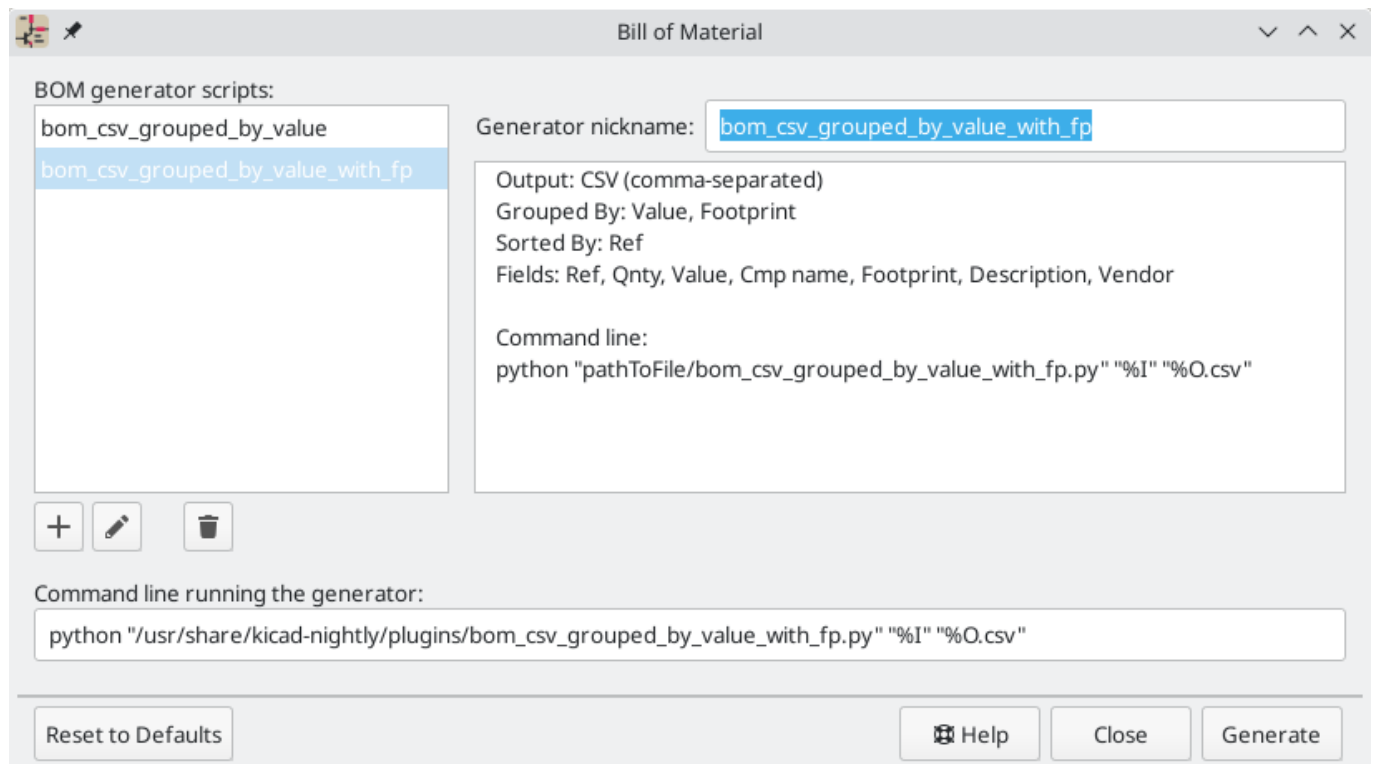 Bill of Material
BOM generator scripts:
bom_csv_grouped_by_value
bom_csv_grouped_by_value_with_fp
Generator nickname: bom_csv_grouped_by_value_with_fp
Output: CSV (comma-separated)
Grouped By: Value, Footprint
Sorted By: Ref
Fields: Ref, Qnty, Value, Cmp name, Footprint, Description, Vendor
Command line:
python "pathToFile/bom_csv_grouped_by_value_with_fp.py" "%I" "%O.csv"
Command line running the generator:
python "/usr/share/kicad-nightly/plugins/bom_csv_grouped_by_value_with_fp.py" "%I" "%O.csv"
Reset to Defaults Help Close Generate